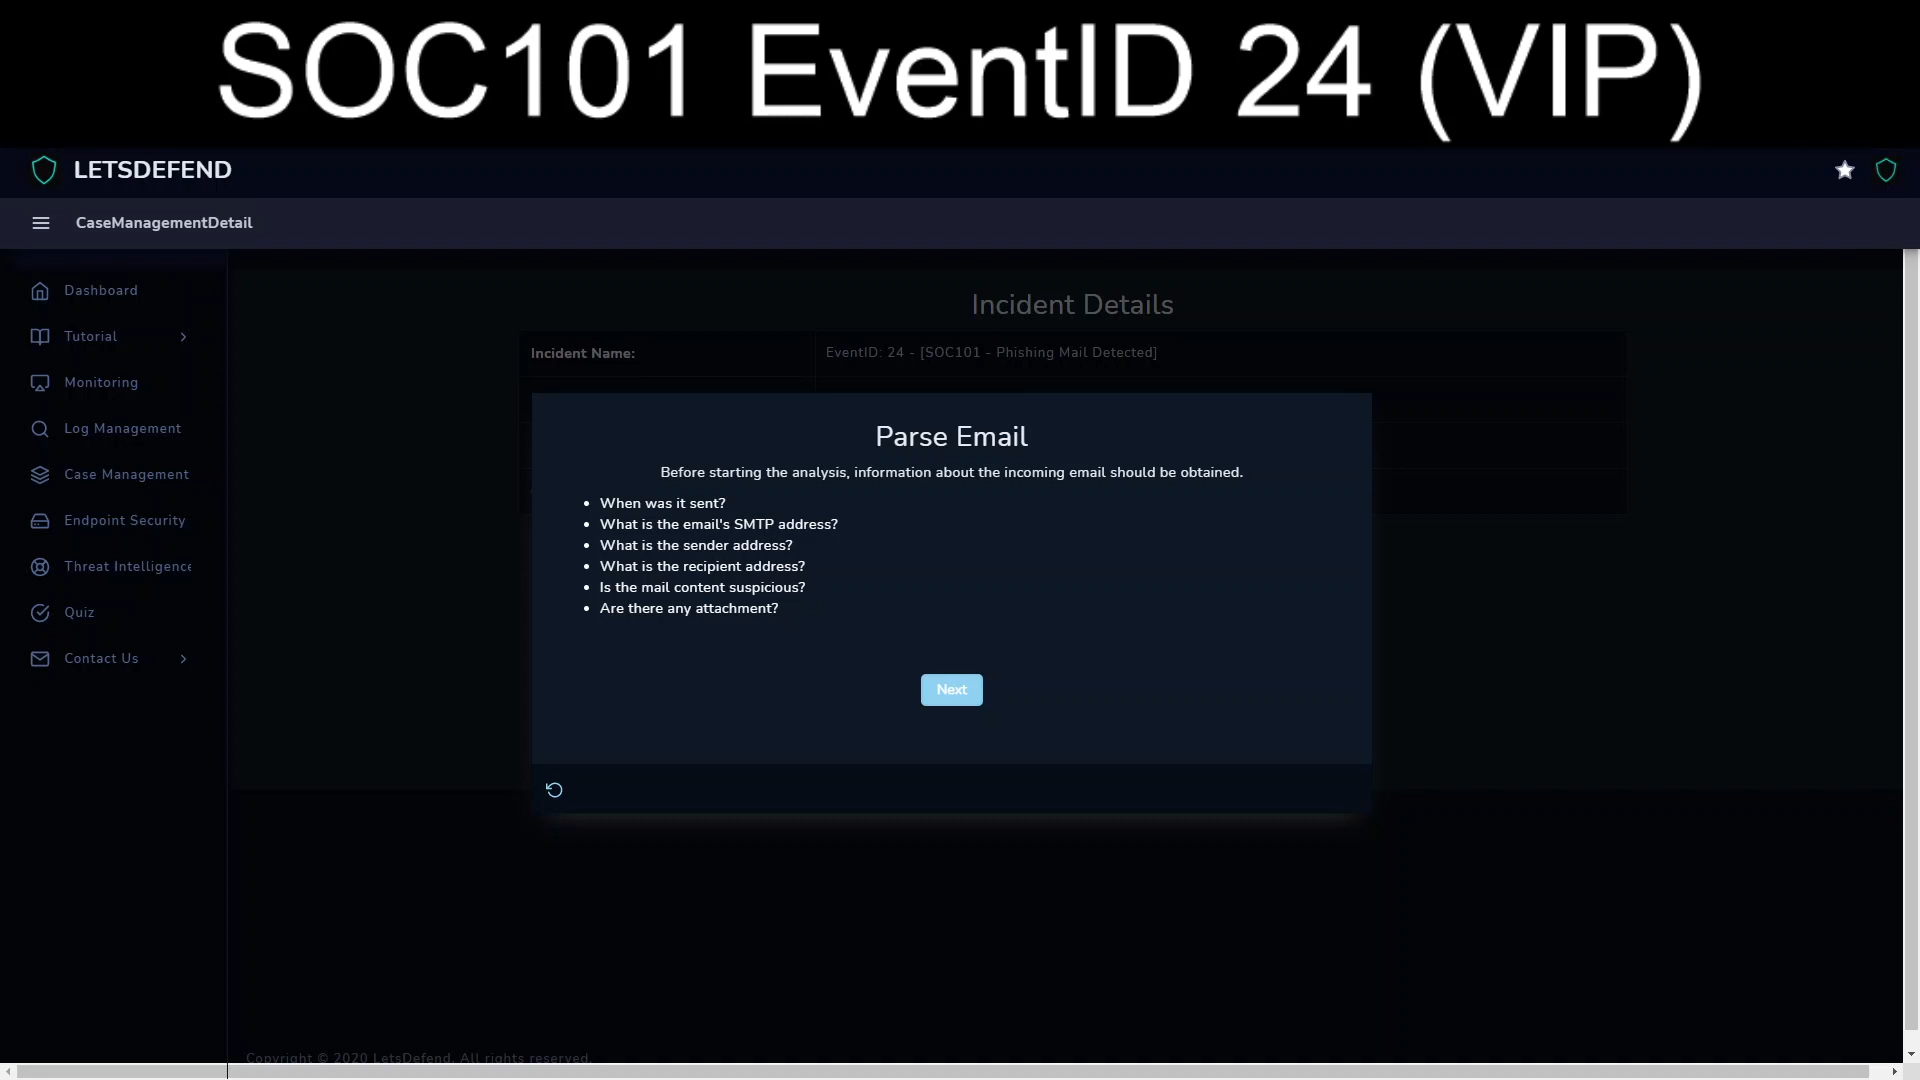 SOC101 EventID 24 (VIP)
LETSDEFEND
CaseManagementDetail
Dashboard
Tutorial
Monitoring
Log Management
Case Management
Endpoint Security
Threat Intelligence
Quiz
Contact Us
Incident Details
Incident Name:
EventID: 24 - [SOC101 - Phishing Mail Detected]
Parse Email
Before starting the analysis, information about the incoming email should be obtained.
• When was it sent?
• What is the email's SMTP address?
• What is the sender address?
• What is the recipient address?
• Is the mail content suspicious?
• Are there any attachment?
Next
Copyright © 2020 LetsDefend. All rights reserved.